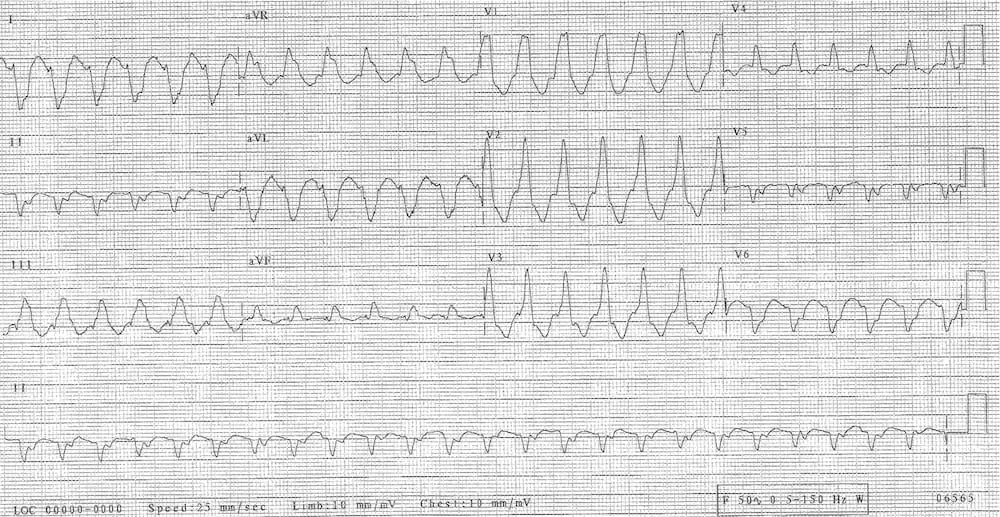 I aVR V1 V4
II aVL V2 V5
III aVF V3 V6
II
LOC 00000-0000 Speed:25 mm/sec Limb:10 mm/mV Chest:10 mm/mV F 50~ 0.5-150 Hz W 06565